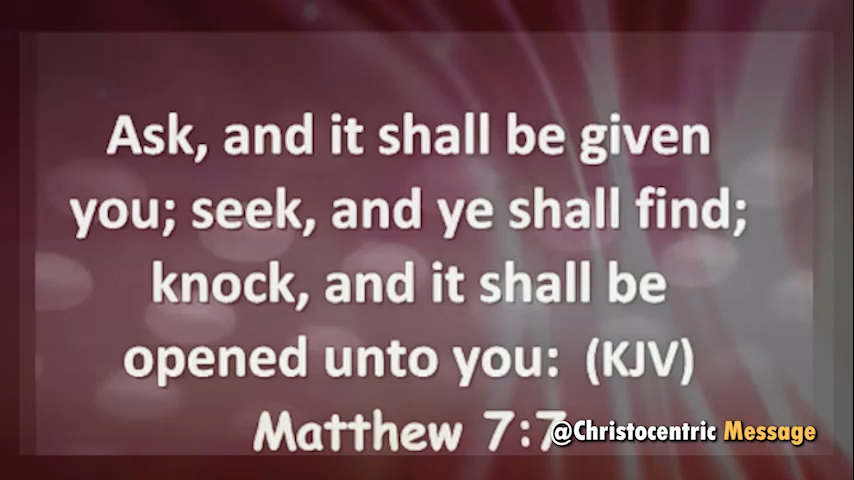 Ask, and it shall be given
you; seek, and ye shall find;
knock, and it shall be
opened unto you: (KJV)
Matthew 7:7
@Christocentric Message